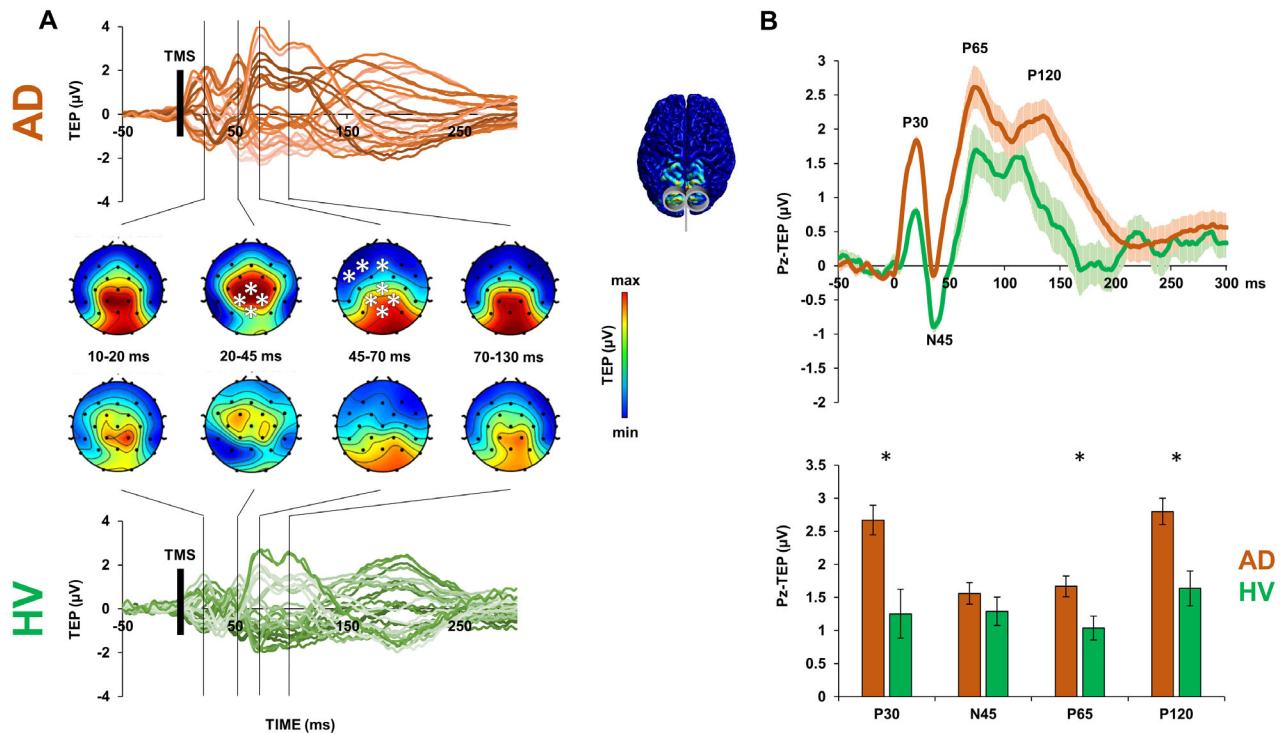 A
AD
4
2
0
-2
-4
TEP (µV)
TMS
-50
50
150
250
10-20 ms
20-45 ms
45-70 ms
70-130 ms
*
*
*
*
*
*
*
*
*
*
*
*
HV
4
2
0
-2
-4
TEP (µV)
TMS
-50
50
150
250
TIME (ms)
max
TEP (µV)
min
B
3
2.5
2
1.5
1
0.5
0
-0.5
-1
-1.5
-2
Pz-TEP (µV)
P30
N45
P65
P120
-50
0
50
100
150
200
250
300
ms
3.5
3
2.5
2
1.5
1
0.5
0
Pz-TEP (µV)
*
*
*
P30
N45
P65
P120
AD
HV